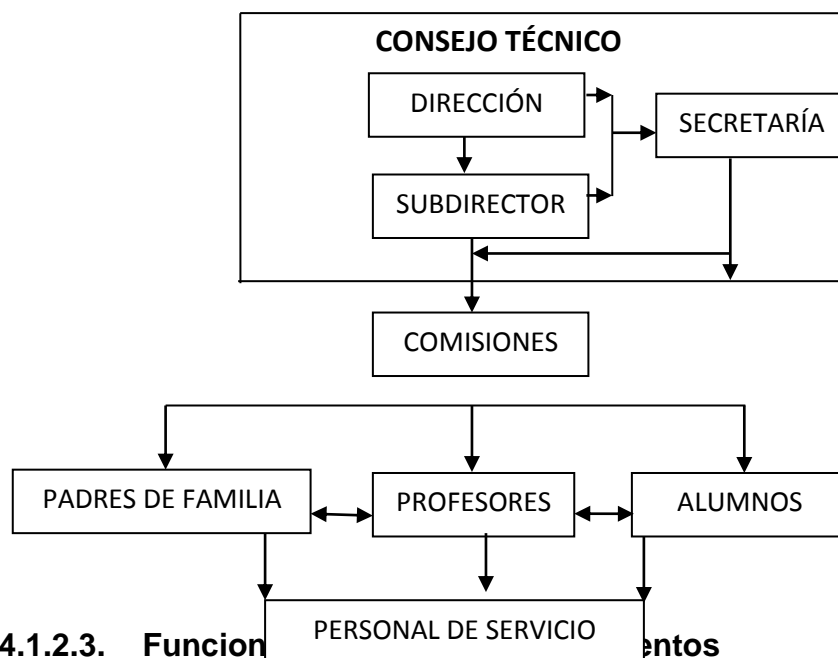 CONSEJO TÉCNICO
DIRECCIÓN
SECRETARÍA
SUBDIRECTOR
COMISIONES
PADRES DE FAMILIA
PROFESORES
ALUMNOS
PERSONAL DE SERVICIO
4.1.2.3. Funcion entos